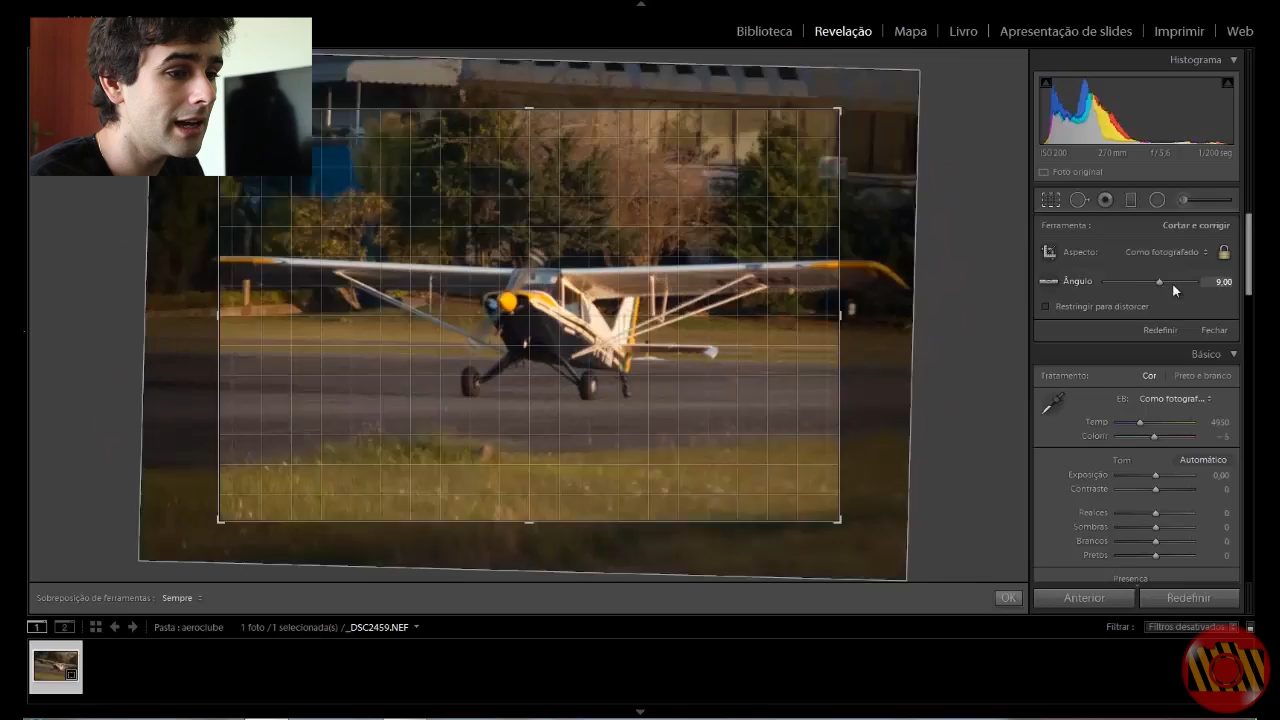 Biblioteca | Revelação | Mapa | Livro | Apresentação de slides | Imprimir | Web
Histograma
ISO 200 270 mm f / 5,6 1/200 seg
Foto original
Ferramenta : Cortar e corrigir
Aspecto: Como fotografado
Ângulo 9,00
Restringir para distorcer
Redefinir Fechar
Básico
Tratamento: Cor | Preto e branco
EB: Como fotograf...
Temp 4950
Colorir – 5
Tom Automático
Exposição 0,00
Contraste 0
Realces 0
Sombras 0
Brancos 0
Pretos 0
Presença
Anterior Redefinir
Sobreposição de ferramentas : Sempre
OK
1 2 Pasta : aeroclube 1 foto /1 selecionada(s) /_DSC2459.NEF
Filtrar : Filtros desativados